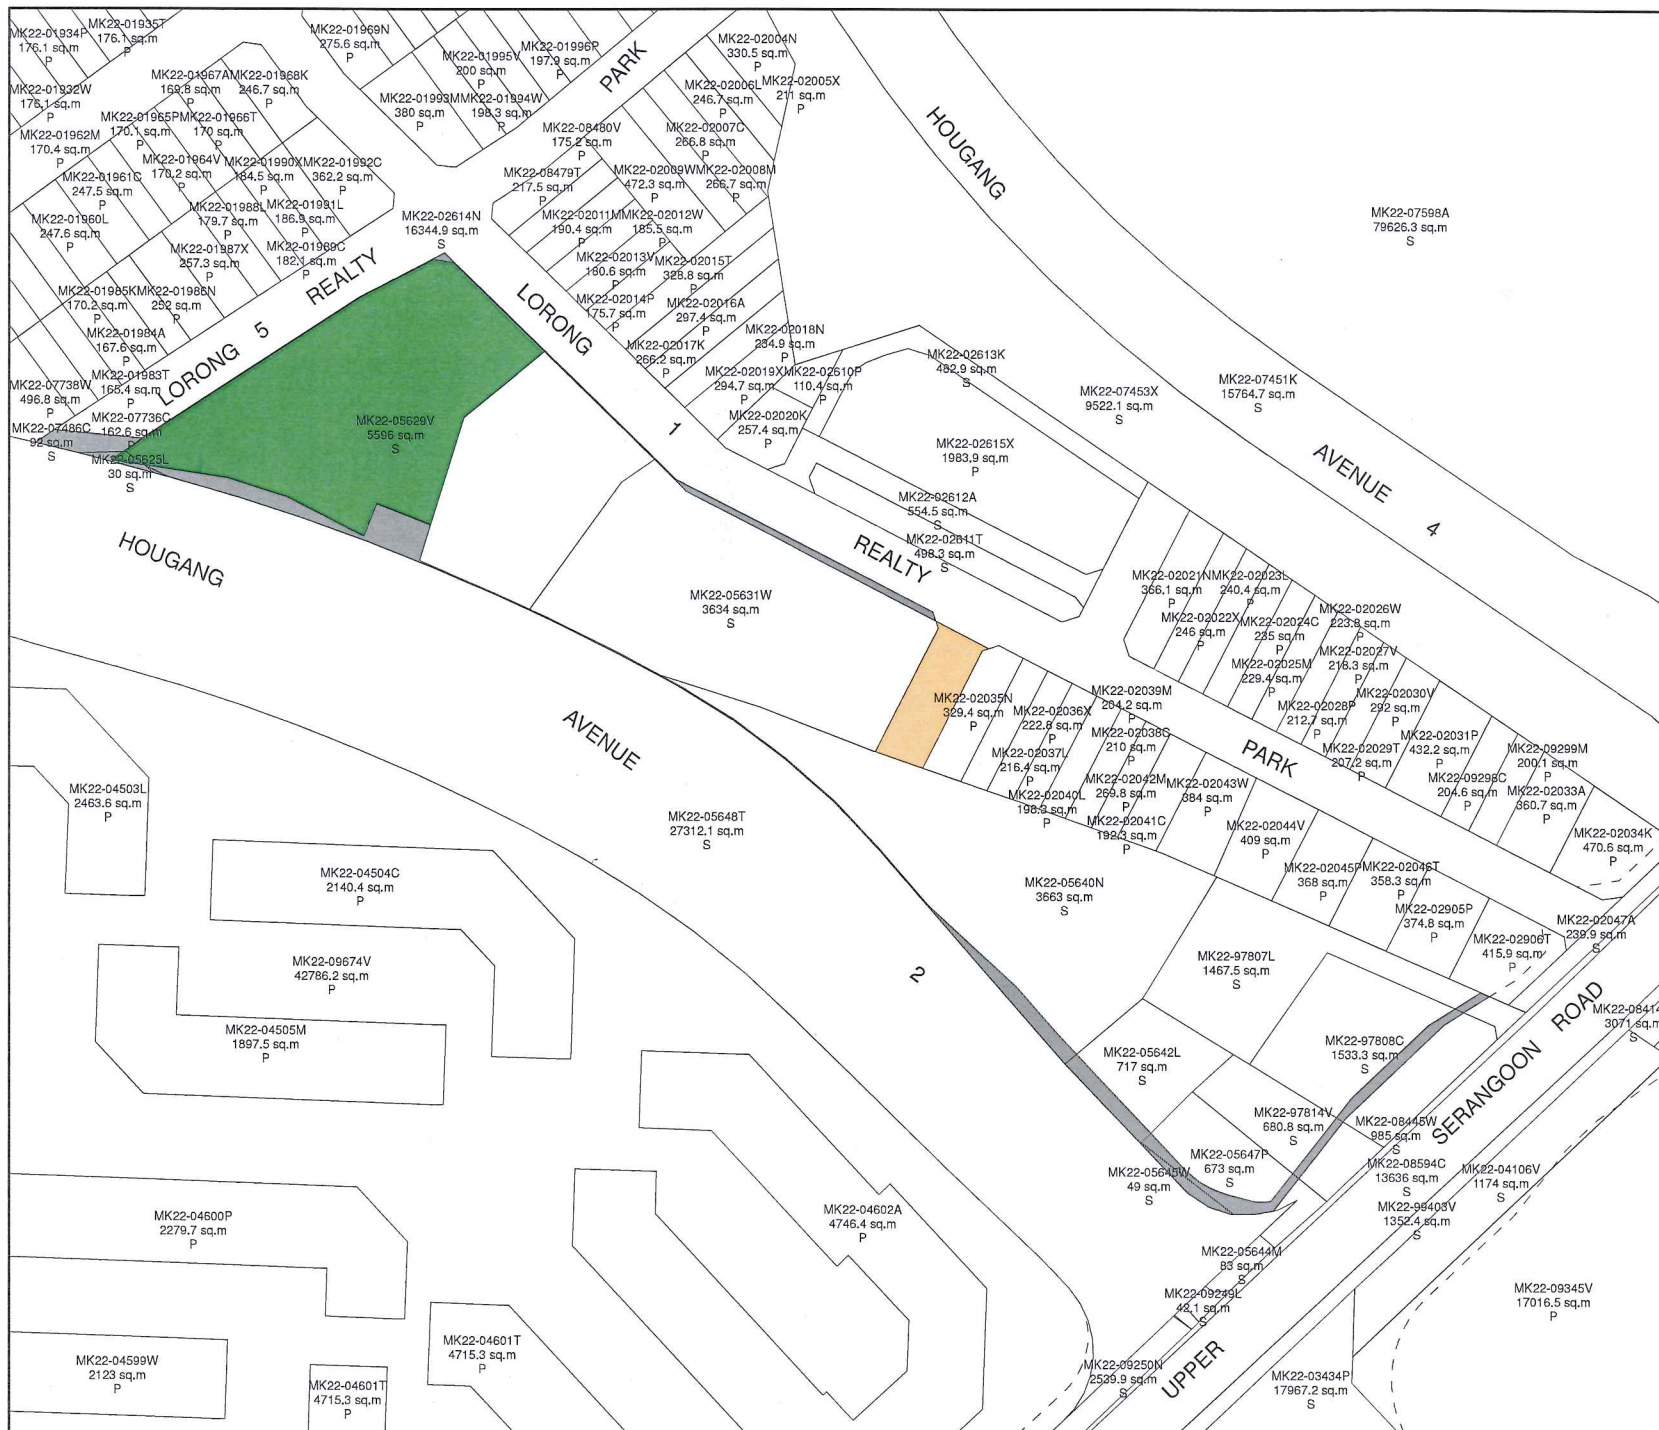 MK22-01934P
176.1 sq.m
P
MK22-01935T
176.1 sq.m
P
MK22-01932W
176.1 sq.m
P
MK22-01969N
275.6 sq.m
P
MK22-01995V
200 sq.m
P
MK22-01996P
197.9 sq.m
P
MK22-01993M
380 sq.m
P
MK22-01994W
198.3 sq.m
P
PARK
MK22-02004N
330.5 sq.m
P
MK22-02005X
211 sq.m
P
MK22-02006L
246.7 sq.m
P
MK22-02007C
266.8 sq.m
P
MK22-02008M
266.7 sq.m
P
MK22-02009W
472.3 sq.m
P
MK22-08480V
175.2 sq.m
P
MK22-08479T
217.5 sq.m
P
MK22-01967A
169.8 sq.m
P
MK22-01968K
246.7 sq.m
P
MK22-01965P
170.1 sq.m
P
MK22-01966T
170 sq.m
P
MK22-01962M
170.4 sq.m
P
MK22-01964V
170.2 sq.m
P
MK22-01990X
184.5 sq.m
P
MK22-01992C
362.2 sq.m
P
MK22-01961C
247.5 sq.m
P
MK22-01988L
179.7 sq.m
P
MK22-01991L
186.9 sq.m
P
MK22-01960L
247.6 sq.m
P
MK22-01987X
257.3 sq.m
P
MK22-01989C
182.1 sq.m
P
MK22-01985K
170.2 sq.m
P
MK22-01986N
252 sq.m
P
MK22-01984A
167.6 sq.m
P
MK22-01983T
165.4 sq.m
P
MK22-07738W
496.8 sq.m
P
MK22-07736C
162.6 sq.m
P
MK22-07486C
92 sq.m
S
MK22-05625L
30 sq.m
S
LORONG 5 REALTY
MK22-02614N
16344.9 sq.m
S
MK22-02011M
190.4 sq.m
P
MK22-02012W
185.5 sq.m
P
MK22-02013V
180.6 sq.m
P
MK22-02015T
328.8 sq.m
P
MK22-02014P
175.7 sq.m
P
MK22-02016A
297.4 sq.m
P
MK22-02017K
266.2 sq.m
P
MK22-02018N
234.9 sq.m
P
MK22-02019X
294.7 sq.m
P
MK22-02610P
110.4 sq.m
P
MK22-02020K
257.4 sq.m
P
LORONG 1 REALTY PARK
HOUGANG AVENUE 4
MK22-07598A
79626.3 sq.m
S
MK22-02613K
482.9 sq.m
S
MK22-07453X
9522.1 sq.m
S
MK22-07451K
15764.7 sq.m
S
MK22-02615X
1983.9 sq.m
P
MK22-02612A
554.5 sq.m
S
MK22-02611T
498.3 sq.m
S
MK22-05629V
5596 sq.m
S
MK22-05631W
3634 sq.m
S
HOUGANG AVENUE 2
MK22-02021N
366.1 sq.m
P
MK22-02023L
240.4 sq.m
P
MK22-02022X
246 sq.m
P
MK22-02024C
235 sq.m
P
MK22-02026W
223.8 sq.m
P
MK22-02025M
229.4 sq.m
P
MK22-02027V
218.3 sq.m
P
MK22-02028P
212.7 sq.m
P
MK22-02030V
292 sq.m
P
MK22-02029T
207.2 sq.m
P
MK22-02031P
432.2 sq.m
P
MK22-09299M
200.1 sq.m
P
MK22-09298C
204.6 sq.m
P
MK22-02033A
360.7 sq.m
P
MK22-02034K
470.6 sq.m
P
MK22-02035N
329.4 sq.m
P
MK22-02036X
222.8 sq.m
P
MK22-02039M
204.2 sq.m
P
MK22-02037L
216.4 sq.m
P
MK22-02038C
210 sq.m
P
MK22-02040L
198.3 sq.m
P
MK22-02042M
269.8 sq.m
P
MK22-02043W
384 sq.m
P
MK22-02041C
192.3 sq.m
P
MK22-02044V
409 sq.m
P
MK22-02045P
368 sq.m
P
MK22-02046T
358.3 sq.m
P
MK22-02905P
374.8 sq.m
P
MK22-02906T
415.9 sq.m
P
MK22-02047A
239.9 sq.m
S
MK22-04503L
2463.6 sq.m
P
MK22-05648T
27312.1 sq.m
S
MK22-04504C
2140.4 sq.m
P
MK22-05640N
3663 sq.m
S
MK22-09674V
42786.2 sq.m
P
MK22-97807L
1467.5 sq.m
S
MK22-04505M
1897.5 sq.m
P
MK22-97808C
1533.3 sq.m
S
MK22-05642L
717 sq.m
S
MK22-97814V
680.8 sq.m
S
MK22-05647P
673 sq.m
S
MK22-05645W
49 sq.m
S
MK22-08445W
985 sq.m
S
MK22-08594C
13636 sq.m
S
MK22-04106V
1174 sq.m
S
MK22-99403V
1352.4 sq.m
S
MK22-08414
3071 sq.m
S
UPPER SERANGOON ROAD
MK22-04600P
2279.7 sq.m
P
MK22-04602A
4746.4 sq.m
P
MK22-05644M
83 sq.m
S
MK22-09249L
42.1 sq.m
S
MK22-09345V
17016.5 sq.m
P
MK22-04599W
2123 sq.m
P
MK22-04601T
4715.3 sq.m
P
MK22-04601T
4715.3 sq.m
P
MK22-09250N
2539.9 sq.m
S
MK22-03434P
17967.2 sq.m
S